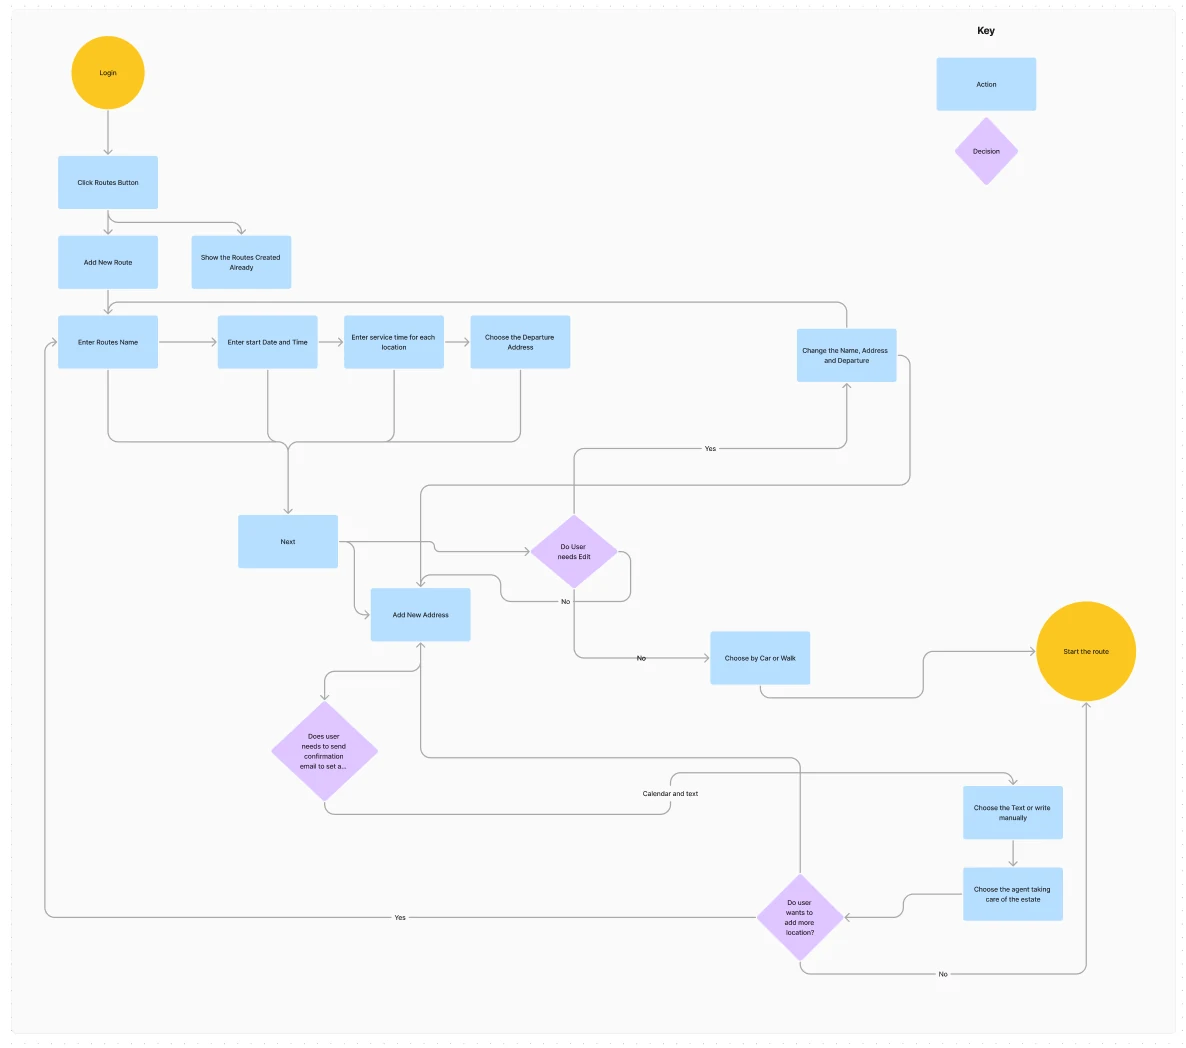 Key
Login
Action
Decision
Click Routes Button
Add New Route
Show the Routes Created
Already
Enter Routes Name
Enter start Date and Time
Enter service time for each
location
Choose the Departure
Address
Change the Name, Address
and Departure
Yes
Next
Do User
needs Edit
No
Add New Address
No
Choose by Car or Walk
Start the route
Does user
needs to send
confirmation
email to set a...
Calendar and text
Choose the Text or write
manually
Choose the agent taking
care of the estate
Do user
wants to
add more
location?
Yes
No